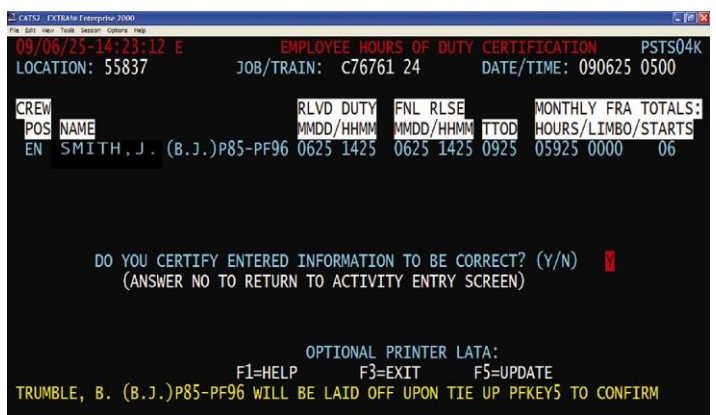 CATS2 - EXTRA!® Enterprise 2000
File Edit View Tools Session Options Help
09/06/25-14:23:12 E EMPLOYEE HOURS OF DUTY CERTIFICATION PSTS04K
LOCATION: 55837 JOB/TRAIN: C76761 24 DATE/TIME: 090625 0500
CREW RLVD DUTY FNL RLSE MONTHLY FRA TOTALS:
POS NAME MMDD/HHMM MMDD/HHMM TTOD HOURS/LIMBO/STARTS
EN SMITH,J. (B.J.)P85-PF96 0625 1425 0625 1425 0925 05925 0000 06
DO YOU CERTIFY ENTERED INFORMATION TO BE CORRECT? (Y/N) Y
(ANSWER NO TO RETURN TO ACTIVITY ENTRY SCREEN)
OPTIONAL PRINTER LATA:
F1=HELP F3=EXIT F5=UPDATE
TRUMBLE, B. (B.J.)P85-PF96 WILL BE LAID OFF UPON TIE UP PFKEY5 TO CONFIRM